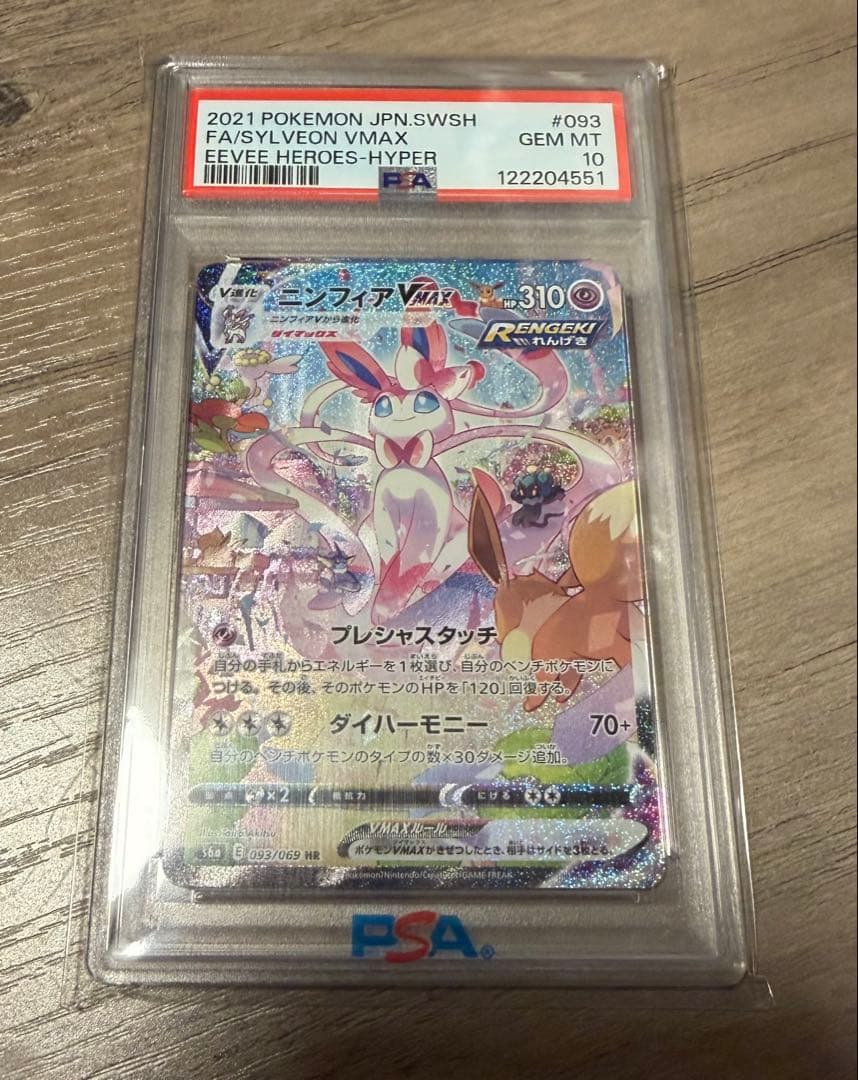 2021 POKEMON JPN.SWSH #093
FA/SYLVEON VMAX GEM MT
EEVEE HEROES-HYPER 10
PSA 122204551
V進化 ニンフィアVMAX HP310
ニンフィアVから進化
ダイマックス
RENGEKI
れんげき
プレシャスタッチ
自分の手札からエネルギーを1枚選び、自分のベンチポケモンに
つける。その後、そのポケモンのHPを「120」回復する。
ダイハーモニー 70+
自分のベンチポケモンのタイプの数×30ダメージ追加。
×2 抵抗力 にげる
VMAXルール
ポケモンVMAXがきぜつしたとき、相手はサイドを3枚とる。
s6a E 093/069 HR
PSA